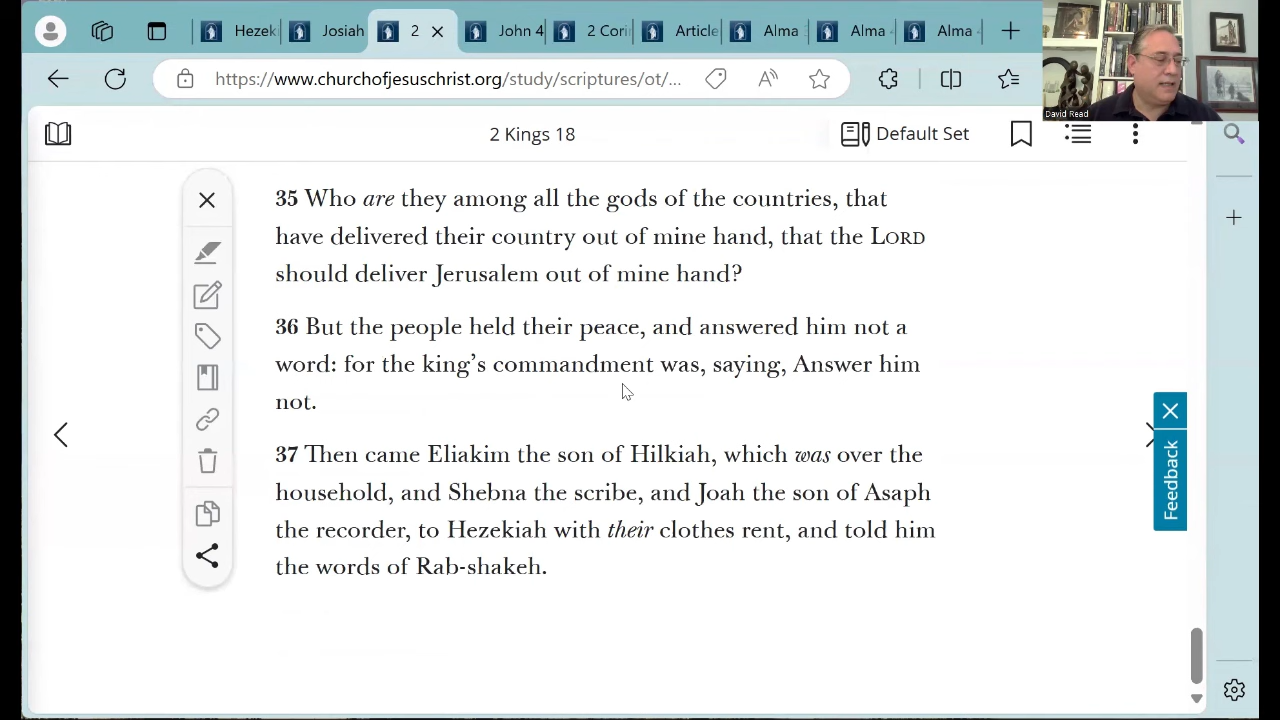 Hezek
Josiah
2
John 4
2 Cori
Article
Alma
Alma
Alma
https://www.churchofjesuschrist.org/study/scriptures/ot/...
David Read
2 Kings 18
Default Set
35 Who are they among all the gods of the countries, that
have delivered their country out of mine hand, that the LORD
should deliver Jerusalem out of mine hand?
36 But the people held their peace, and answered him not a
word: for the king’s commandment was, saying, Answer him
not.
37 Then came Eliakim the son of Hilkiah, which was over the
household, and Shebna the scribe, and Joah the son of Asaph
the recorder, to Hezekiah with their clothes rent, and told him
the words of Rab-shakeh.
Feedback